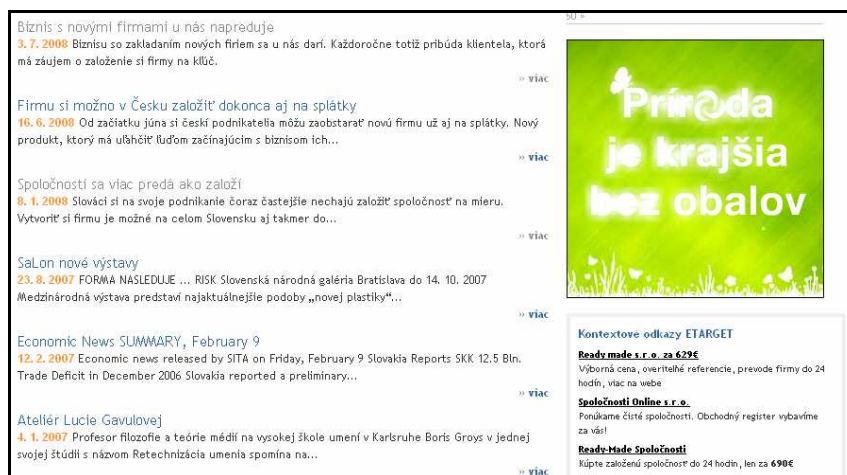 Biznis s novými firmami u nás napreduje
3. 7. 2008 Biznisu so zakladaním nových firiem sa u nás darí. Každoročne totiž pribúda klientela, ktorá
má záujem o založenie si firmy na kľúč.
» viac
Firmu si možno v Česku založiť dokonca aj na splátky
16. 6. 2008 Od začiatku júna si českí podnikatelia môžu zaobstarať novú firmu už aj na splátky. Nový
produkt, ktorý má uľahčiť ľuďom začínajúcim s biznisom ich...
» viac
Spoločností sa viac predá ako založí
8. 1. 2008 Slováci si na svoje podnikanie čoraz častejšie nechajú založiť spoločnosť na mieru.
Vytvoriť si firmu je možné na celom Slovensku aj takmer do...
» viac
SaLon nové výstavy
23. 8. 2007 FORMA NASLEDUJE ... RISK Slovenská národná galéria Bratislava do 14. 10. 2007
Medzinárodná výstava predstaví najaktuálnejšie podoby „novej plastiky“...
» viac
Economic News SUMMARY, February 9
12. 2. 2007 Economic news released by SITA on Friday, February 9 Slovakia Reports SKK 12.5 Bln.
Trade Deficit in December 2006 Slovakia reported a preliminary...
» viac
Ateliér Lucie Gavulovej
4. 1. 2007 Profesor filozofie a teórie médií na vysokej škole umení v Karlsruhe Boris Groys v jednej
svojej štúdii s názvom Retechnizácia umenia spomína na...
» viac
50 »
Príroda
je krajšia
bez obalov
Kontextové odkazy ETARGET
Ready made s.r.o. za 629€
Výborná cena, overiteľné referencie, prevode firmy do 24
hodín, viac na webe
Spoločnosti Online s.r.o.
Ponúkame čisté spoločnosti. Obchodný register vybavíme
za vás!
Ready-Made Spoločnosti
Kúpte založenú spoločnosť do 24 hodín, len za 690€